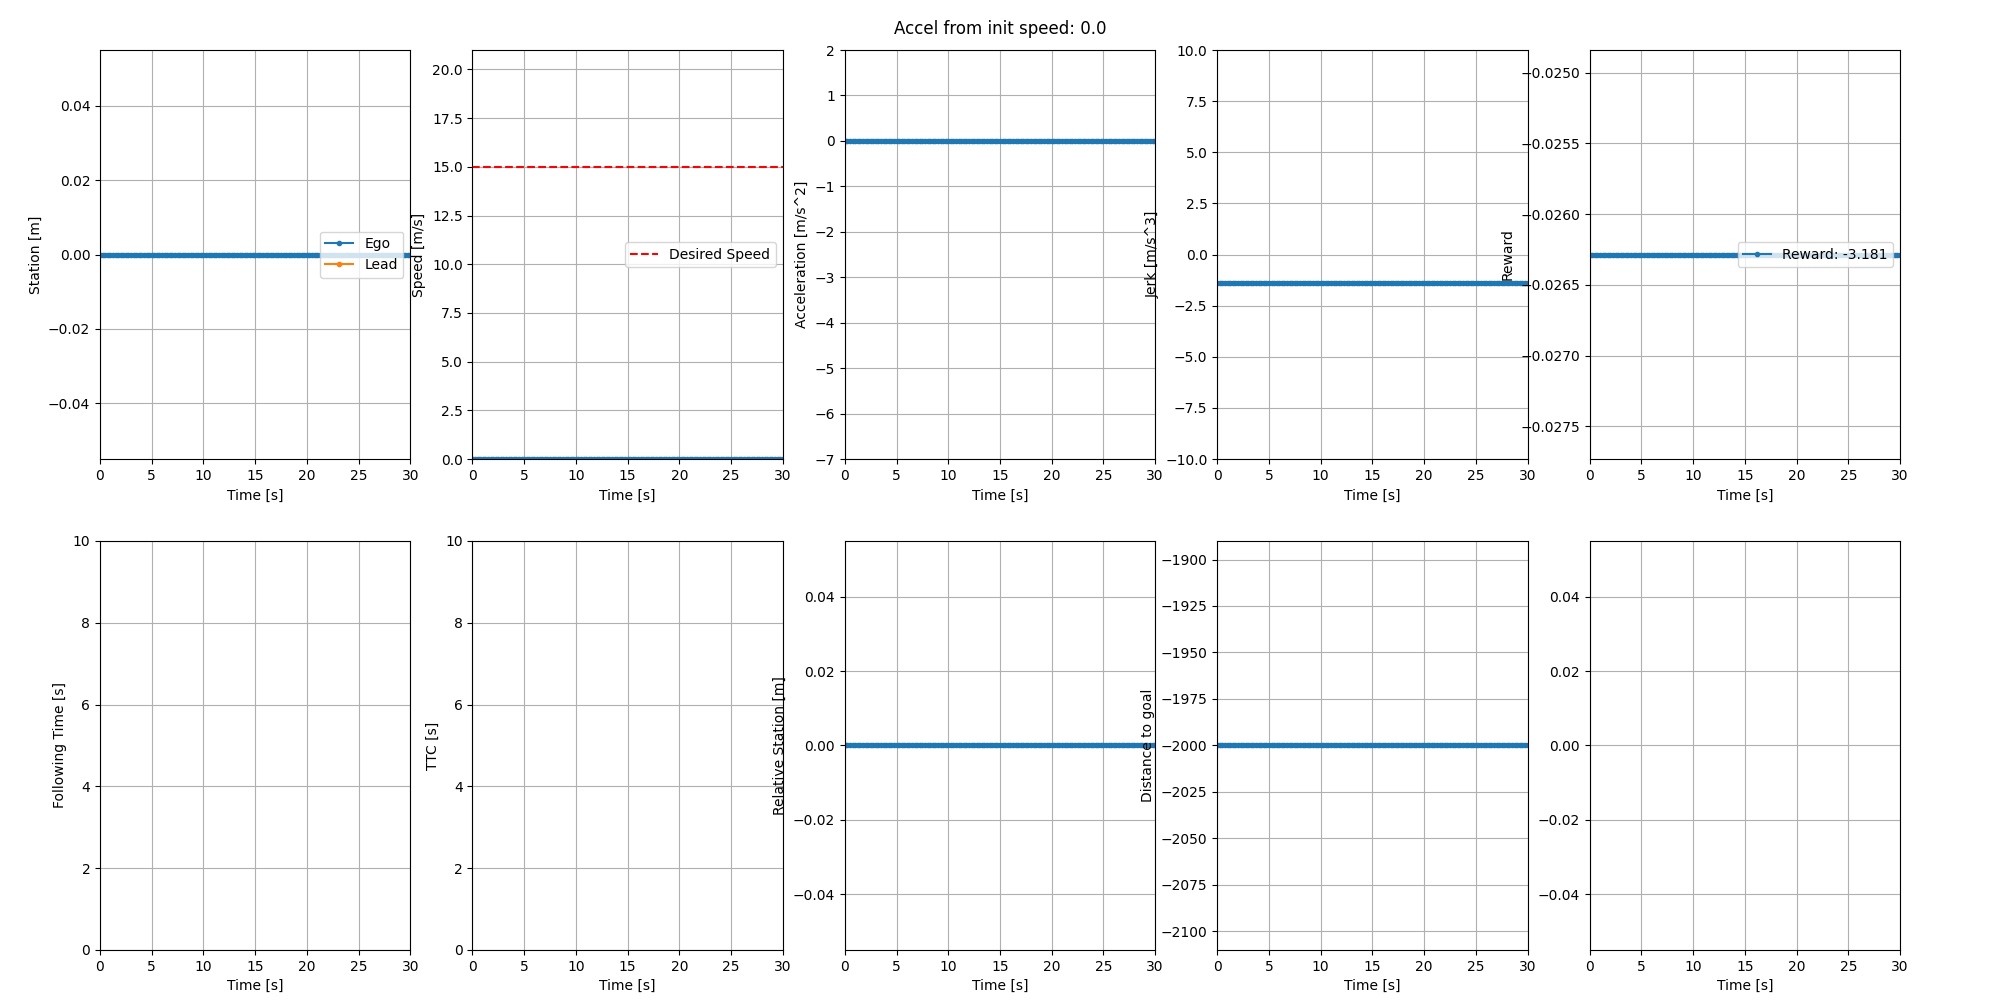 Accel from init speed: 0.0
Station [m]
0.04
0.02
0.00
−0.02
−0.04
Ego
Lead
0 5 10 15 20 25 30
Time [s]
Speed [m/s]
20.0
17.5
15.0
12.5
10.0
7.5
5.0
2.5
0.0
Desired Speed
0 5 10 15 20 25 30
Time [s]
Acceleration [m/s^2]
2
1
0
−1
−2
−3
−4
−5
−6
−7
0 5 10 15 20 25 30
Time [s]
Jerk [m/s^3]
10.0
7.5
5.0
2.5
0.0
−2.5
−5.0
−7.5
−10.0
0 5 10 15 20 25 30
Time [s]
Reward
−0.0250
−0.0255
−0.0260
−0.0265
−0.0270
−0.0275
Reward: -3.181
0 5 10 15 20 25 30
Time [s]
Following Time [s]
10
8
6
4
2
0
0 5 10 15 20 25 30
Time [s]
TTC [s]
10
8
6
4
2
0
0 5 10 15 20 25 30
Time [s]
Relative Station [m]
0.04
0.02
0.00
−0.02
−0.04
0 5 10 15 20 25 30
Time [s]
Distance to goal
−1900
−1925
−1950
−1975
−2000
−2025
−2050
−2075
−2100
0 5 10 15 20 25 30
Time [s]
0.04
0.02
0.00
−0.02
−0.04
0 5 10 15 20 25 30
Time [s]